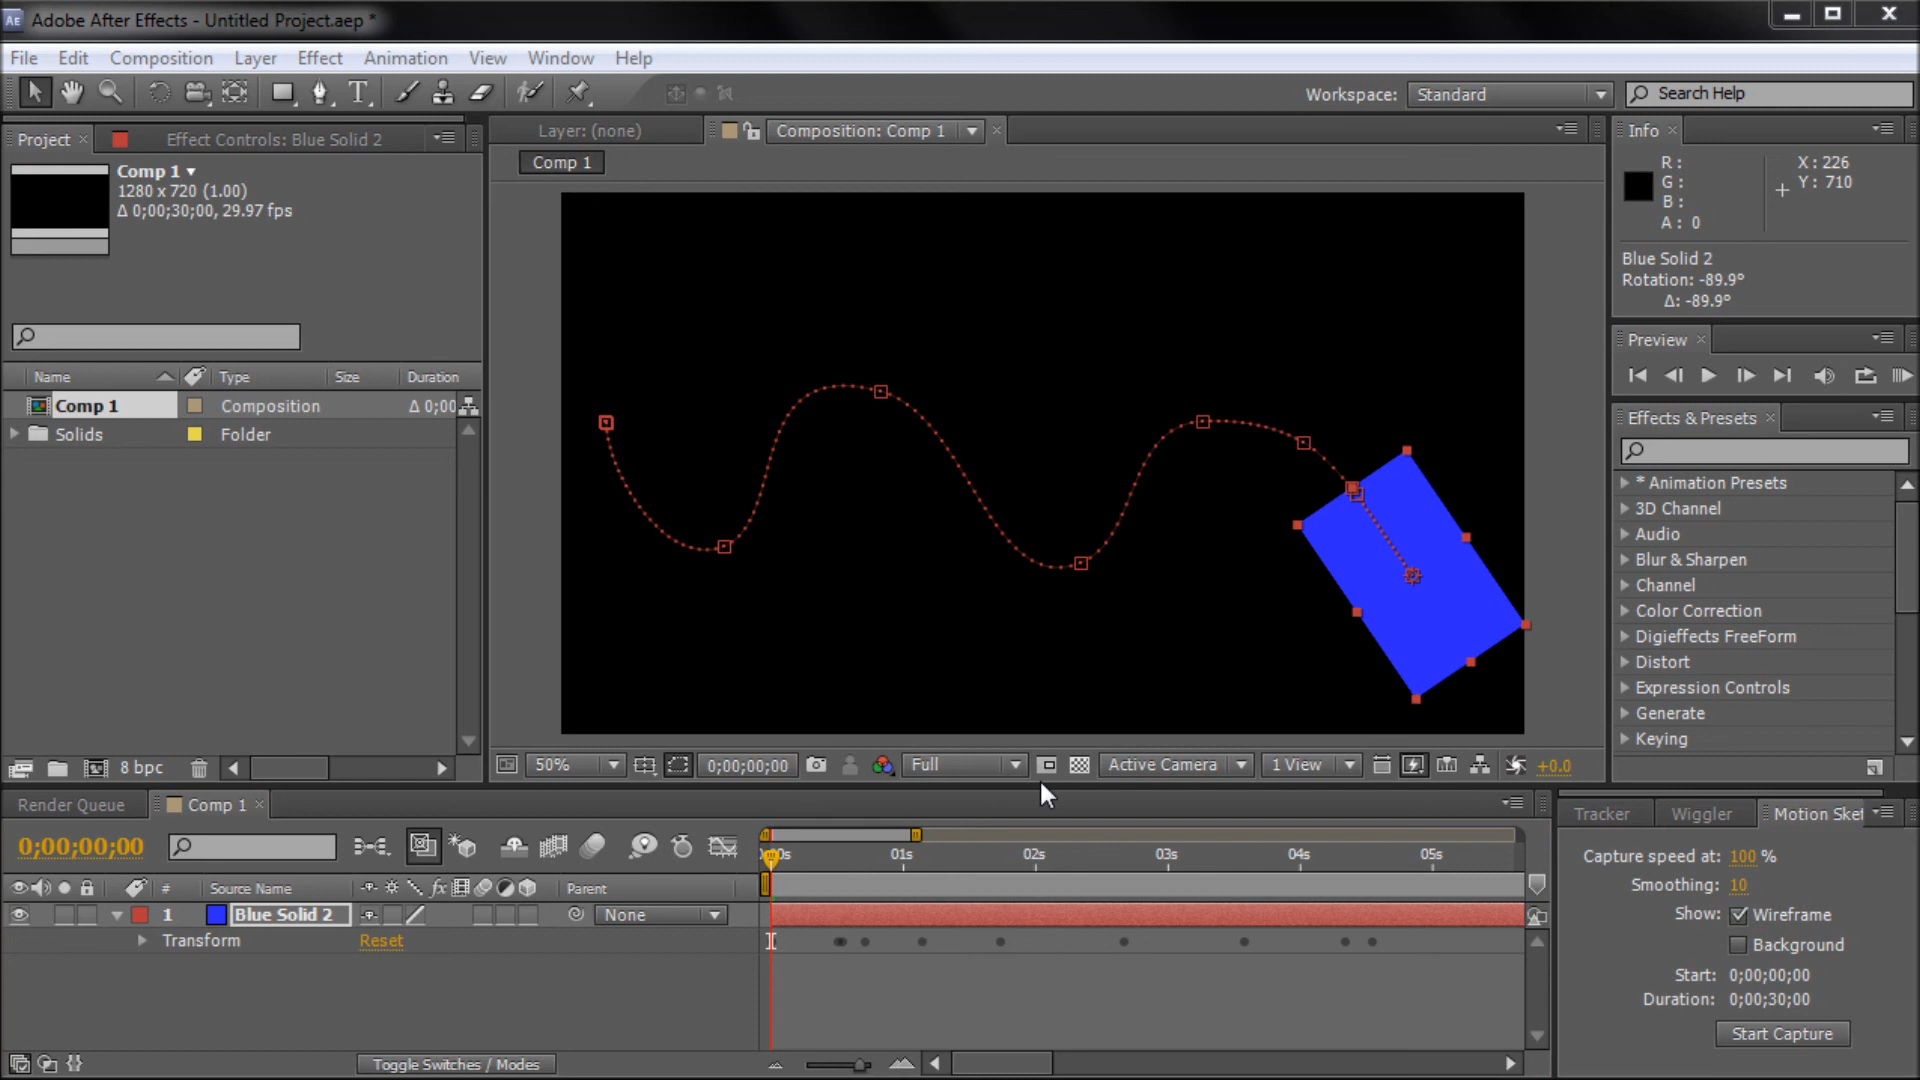 Adobe After Effects - Untitled Project.aep *
File Edit Composition Layer Effect Animation View Window Help
Workspace: Standard
Search Help
Project
Effect Controls: Blue Solid 2
Comp 1
1280 x 720 (1.00)
Δ 0;00;30;00, 29.97 fps
Name Type Size Duration
Comp 1 Composition Δ 0;00
Solids Folder
8 bpc
Layer: (none)
Composition: Comp 1
Comp 1
50%
0;00;00;00
Full
Active Camera
1 View
+0.0
Info
R :
G :
B :
A : 0
X : 226
Y : 710
Blue Solid 2
Rotation: -89.9°
Δ: -89.9°
Preview
Effects & Presets
* Animation Presets
3D Channel
Audio
Blur & Sharpen
Channel
Color Correction
Digieffects FreeForm
Distort
Expression Controls
Generate
Keying
Render Queue
Comp 1
0;00;00;00
01s 02s 03s 04s 05s
# Source Name Parent
1 Blue Solid 2 None
Transform Reset
Toggle Switches / Modes
Tracker Wiggler Motion Sket
Capture speed at: 100 %
Smoothing: 10
Show: Wireframe
Background
Start: 0;00;00;00
Duration: 0;00;30;00
Start Capture